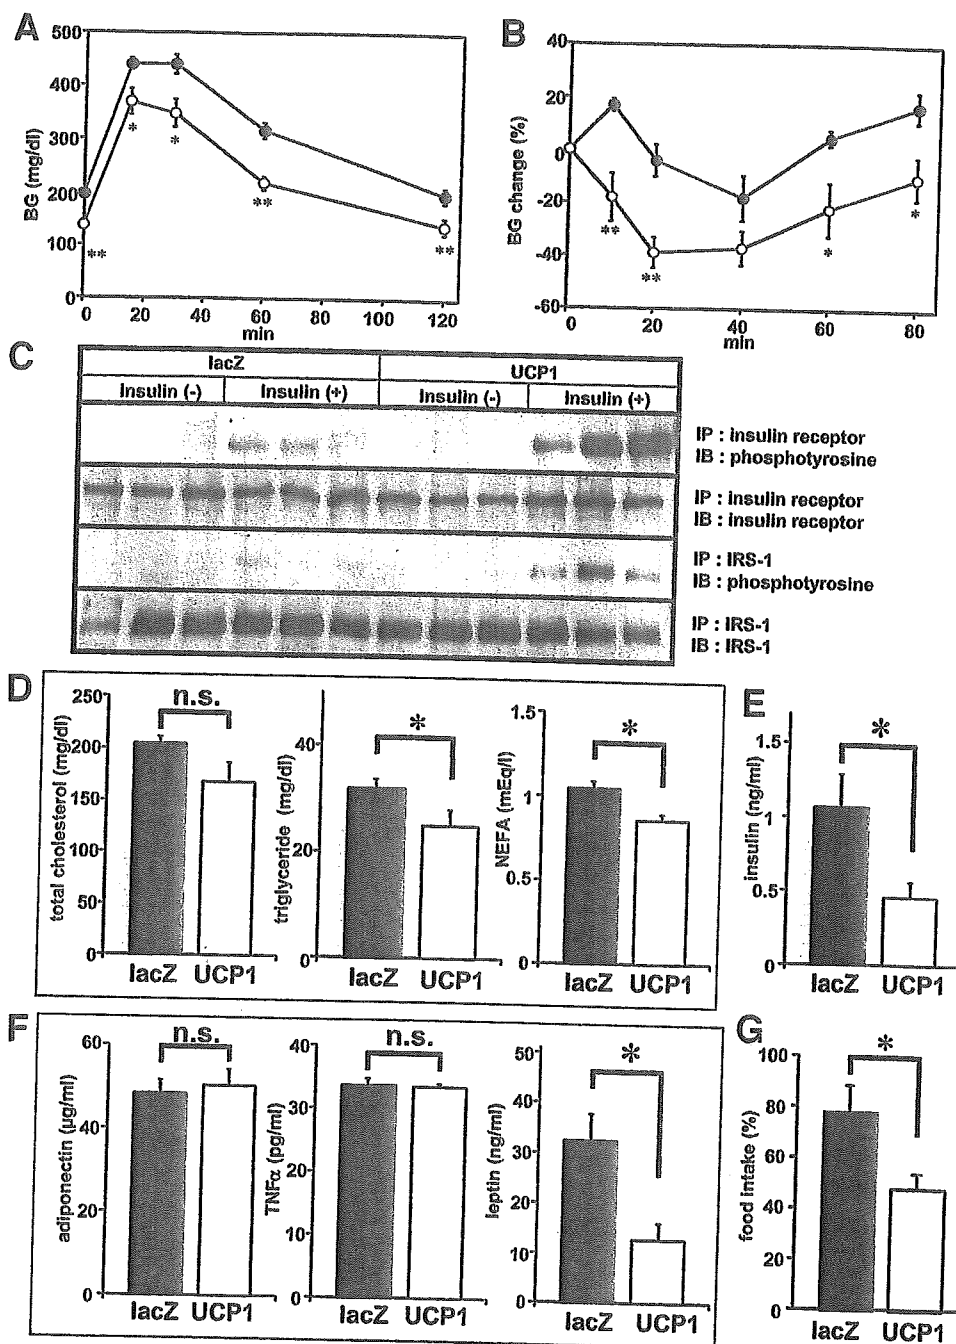 A
500
400
300
200
100
0
BG (mg/dl)
*
*
**
**
**
0 20 40 60 80 100 120
min
B
40
20
0
-20
-40
-60
BG change (%)
**
**
*
*
0 20 40 60 80
min
C
lacZ UCP1
Insulin (-) Insulin (+) Insulin (-) Insulin (+)
IP : insulin receptor
IB : phosphotyrosine
IP : insulin receptor
IB : insulin receptor
IP : IRS-1
IB : phosphotyrosine
IP : IRS-1
IB : IRS-1
D
total cholesterol (mg/dl)
250
200
150
100
50
0
n.s.
lacZ UCP1
triglyceride (mg/dl)
40
20
0
*
lacZ UCP1
NEFA (mEq/l)
1.5
1
0.5
0
*
lacZ UCP1
E
insulin (ng/ml)
1.5
1
0.5
0
*
lacZ UCP1
F
adiponectin (µg/ml)
60
40
20
0
n.s.
lacZ UCP1
TNFα (pg/ml)
40
30
20
10
0
n.s.
lacZ UCP1
leptin (ng/ml)
50
40
30
20
10
0
*
lacZ UCP1
G
food intake (%)
100
80
60
40
20
0
*
lacZ UCP1